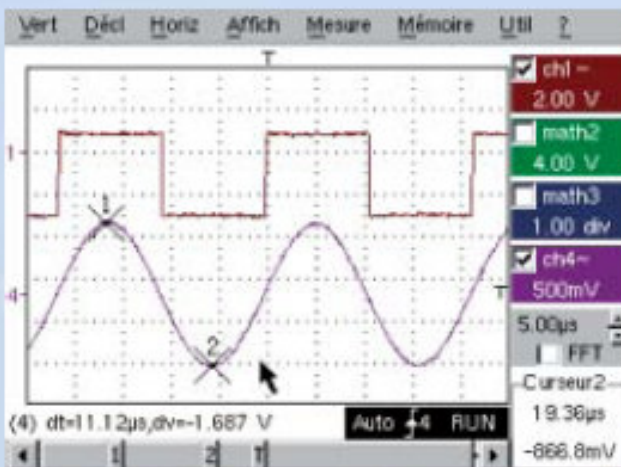 Vert Décl Horiz Affich Mesure Mémoire Util ?
T
ch1 ~
2.00 V
math2
4.00 V
math3
1.00 div
ch4~
500mV
5.00µs
FFT
Curseur2
19.36µs
-866.8mV
1
1
4
2
T
(4) dt=11.12µs,dv=-1.687 V
Auto 4 RUN
1 2 T